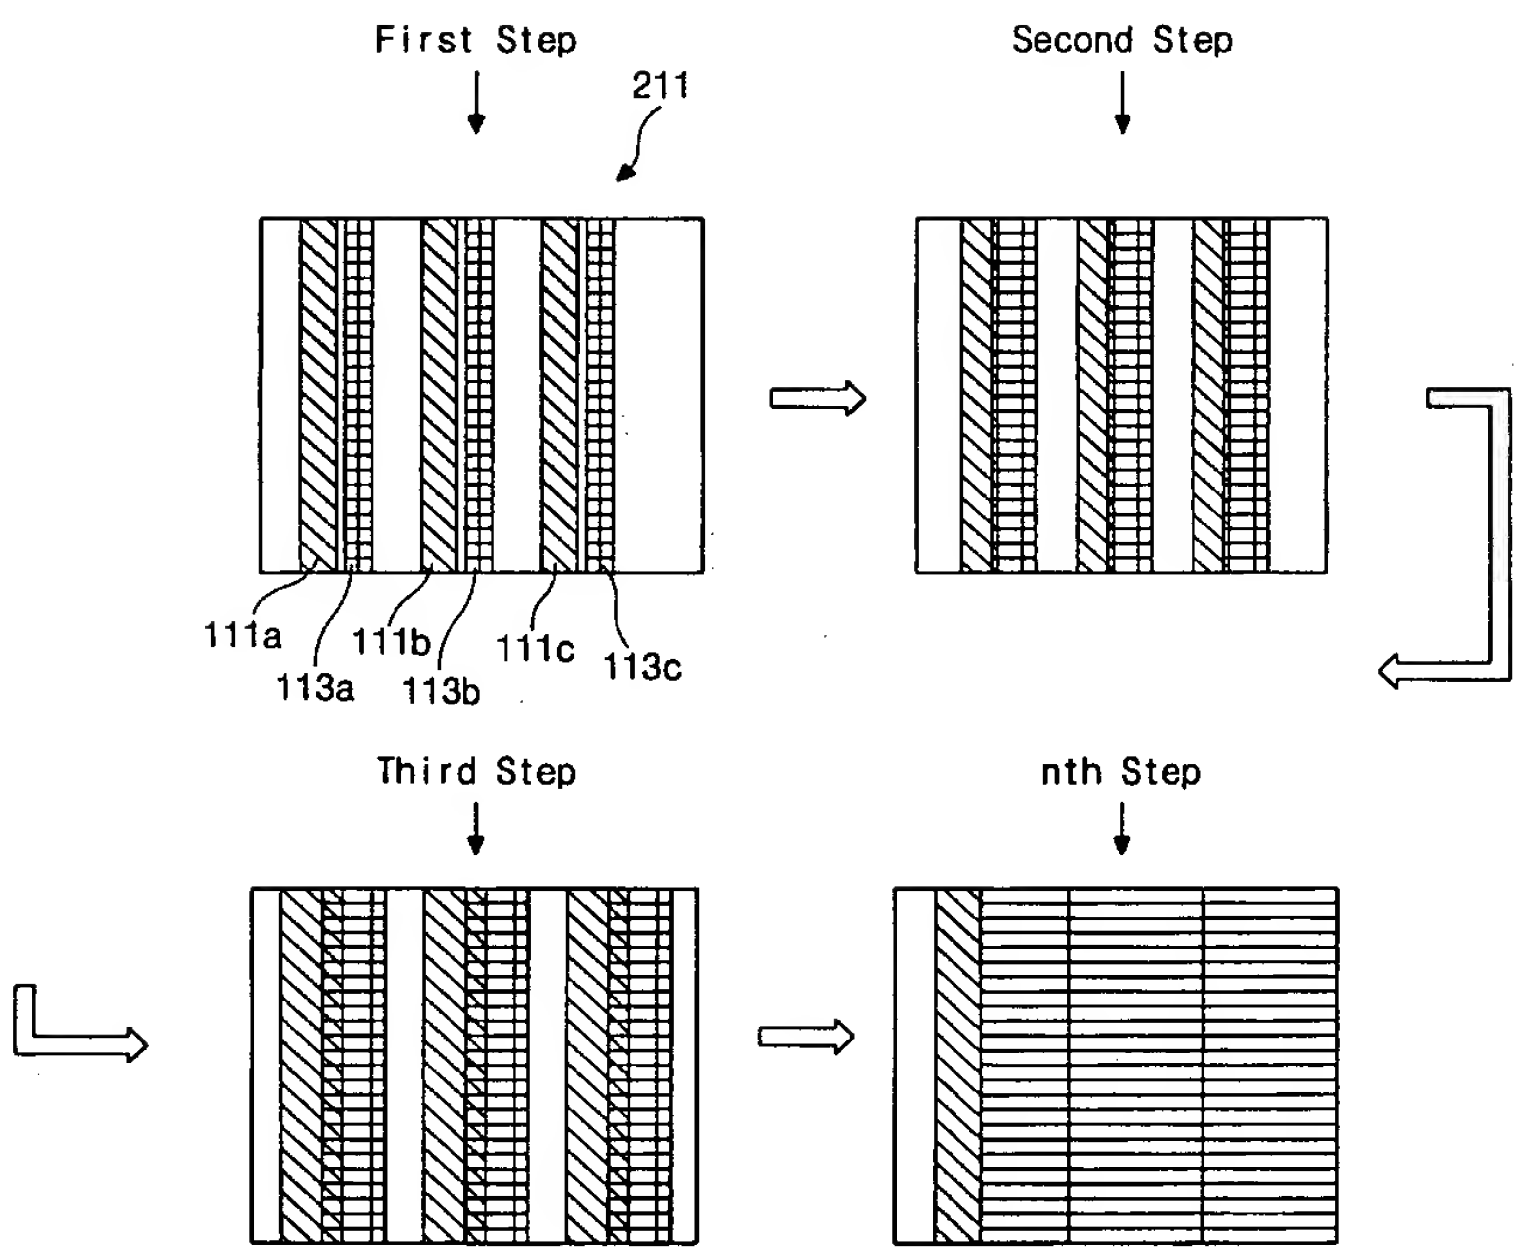 First Step
Second Step
211
111a
111b
111c
113c
113a
113b
Third Step
nth Step